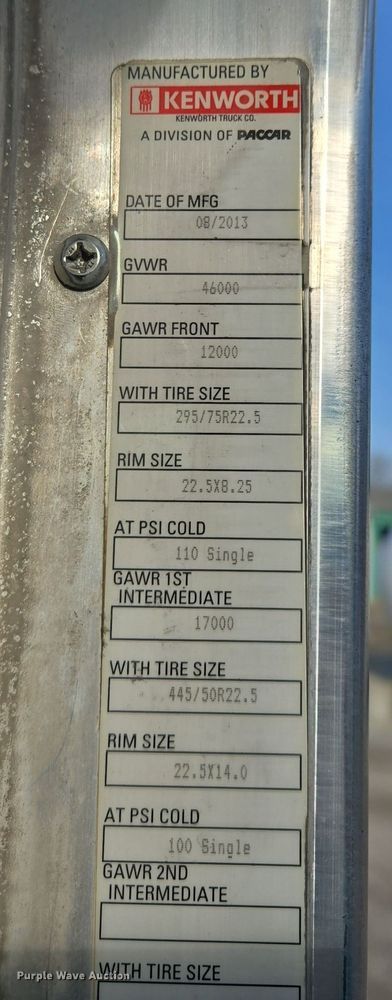 MANUFACTURED BY
KENWORTH
KENWORTH TRUCK CO.
A DIVISION OF PACCAR
DATE OF MFG
08/2013
GVWR
46000
GAWR FRONT
12000
WITH TIRE SIZE
295/75R22.5
RIM SIZE
22.5X8.25
AT PSI COLD
110 Single
GAWR 1ST
INTERMEDIATE
17000
WITH TIRE SIZE
445/50R22.5
RIM SIZE
22.5X14.0
AT PSI COLD
100 Single
GAWR 2ND
INTERMEDIATE
WITH TIRE SIZE
Purple Wave Auction